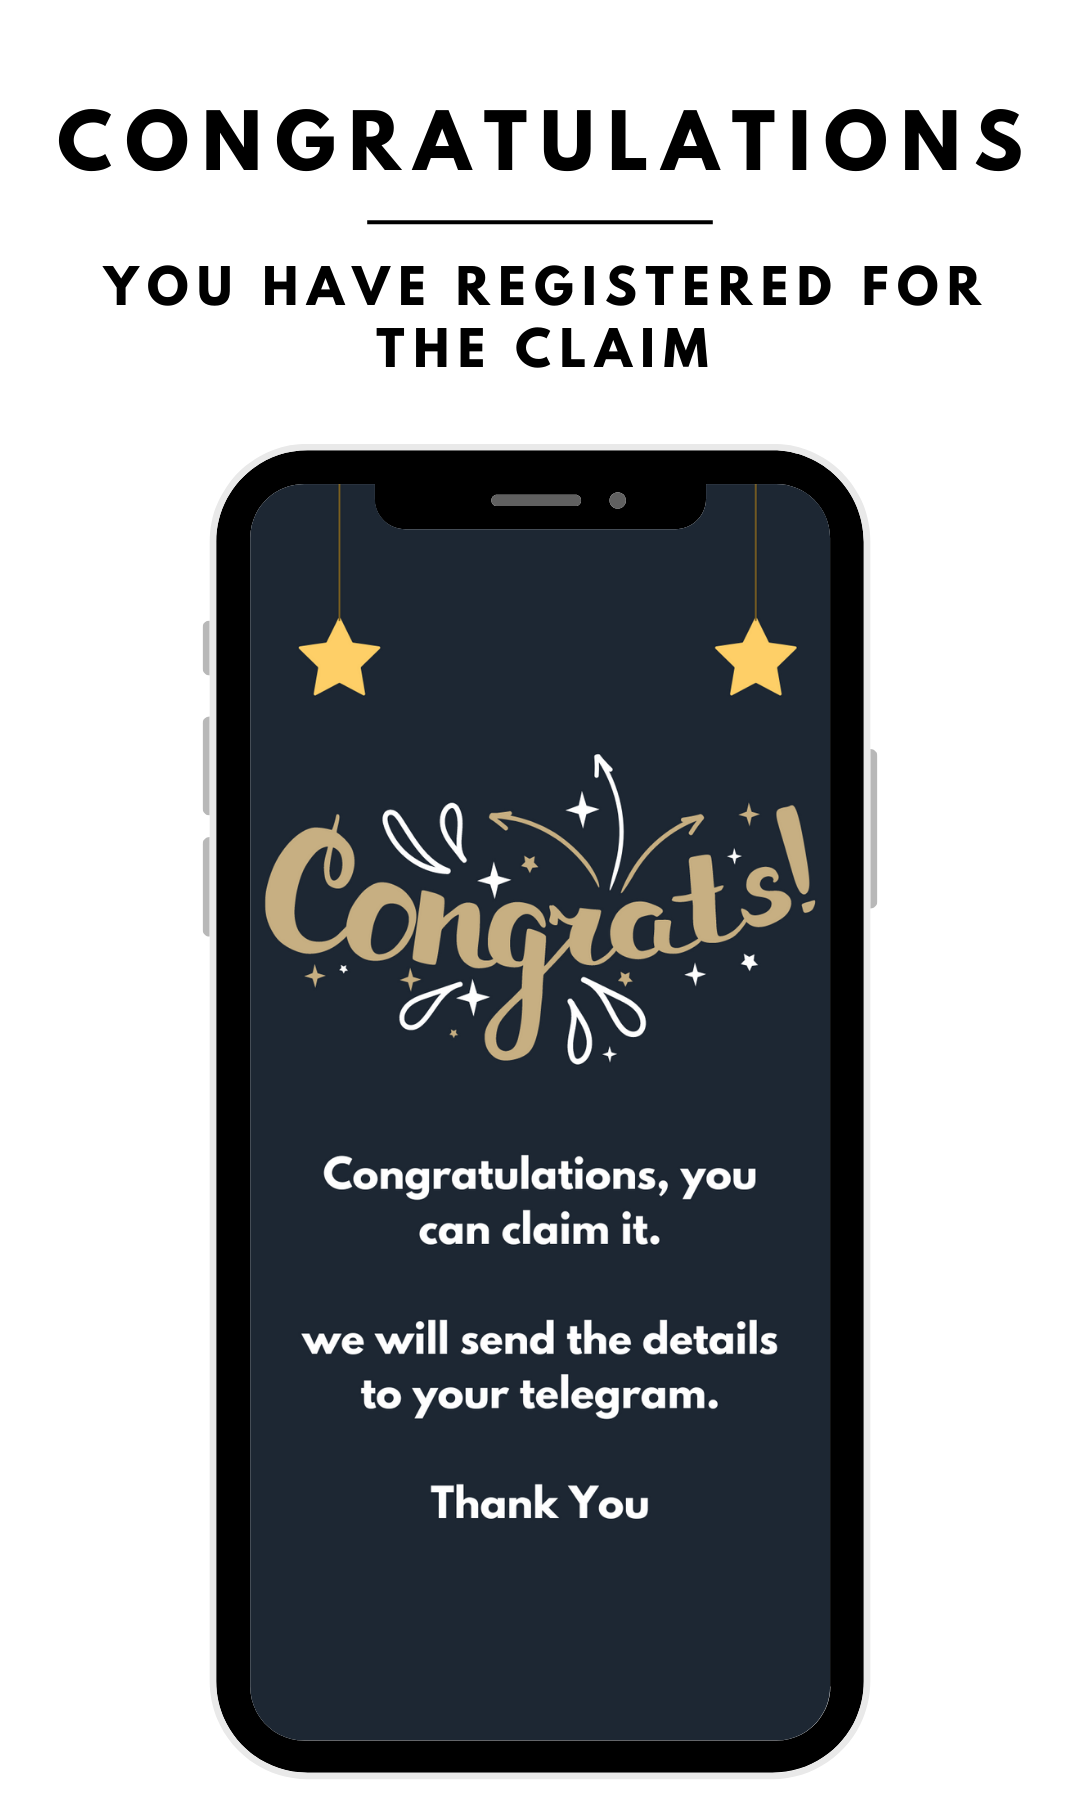 CONGRATULATIONS
YOU HAVE REGISTERED FOR
THE CLAIM
Congrats!
Congratulations, you
can claim it.
we will send the details
to your telegram.
Thank You